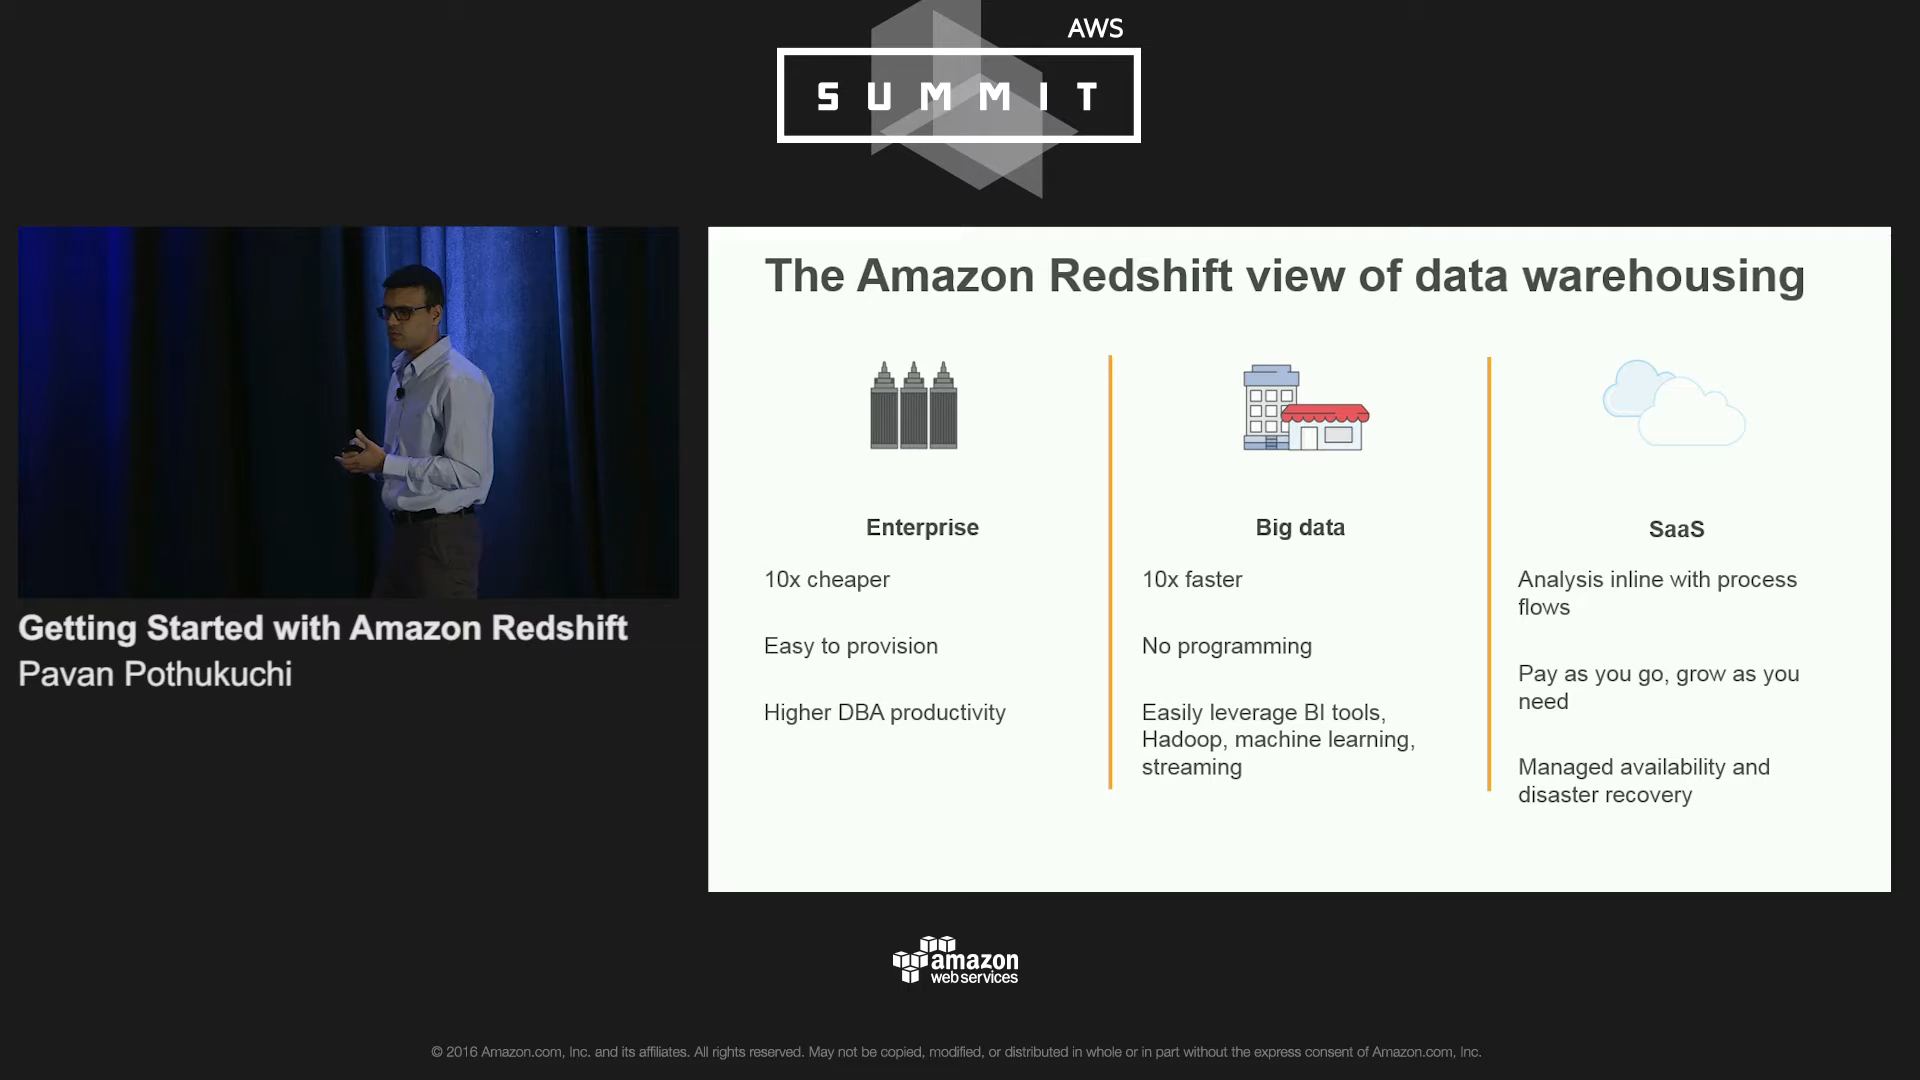 AWS
SUMMIT
The Amazon Redshift view of data warehousing
Enterprise
10x cheaper
Easy to provision
Higher DBA productivity
Big data
10x faster
No programming
Easily leverage BI tools,
Hadoop, machine learning,
streaming
SaaS
Analysis inline with process
flows
Pay as you go, grow as you
need
Managed availability and
disaster recovery
Getting Started with Amazon Redshift
Pavan Pothukuchi
amazon
webservices
© 2016 Amazon.com, Inc. and its affiliates. All rights reserved. May not be copied, modified, or distributed in whole or in part without the express consent of Amazon.com, Inc.